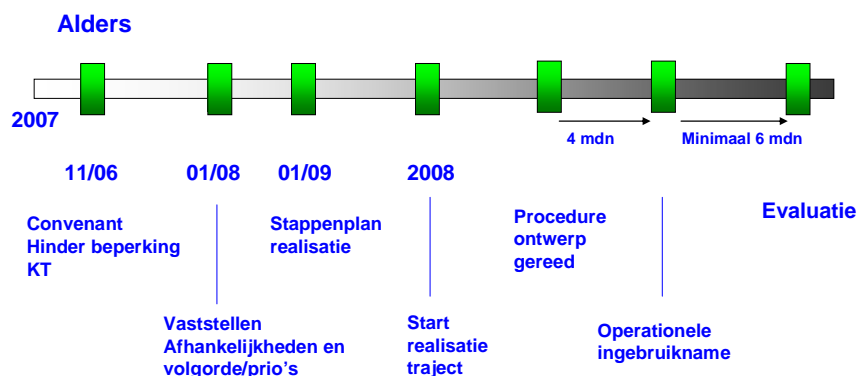 Alders
2007
4 mdn
Minimaal 6 mdn
11/06
01/08
01/09
2008
Convenant
Hinder beperking
KT
Stappenplan
realisatie
Procedure
ontwerp
gereed
Evaluatie
Vaststellen
Afhankelijkheden en
volgorde/prio's
Start
realisatie
traject
Operationele
ingebruikname